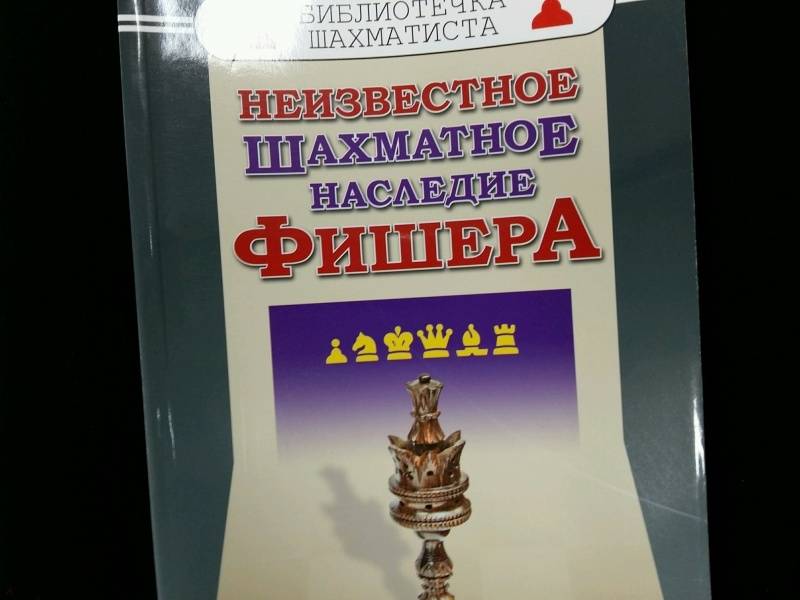 БИБЛИОТЕЧКА
ШАХМАТИСТА
НЕИЗВЕСТНОЕ
ШАХМАТНОЕ
НАСЛЕДИЕ
ФИШЕРА